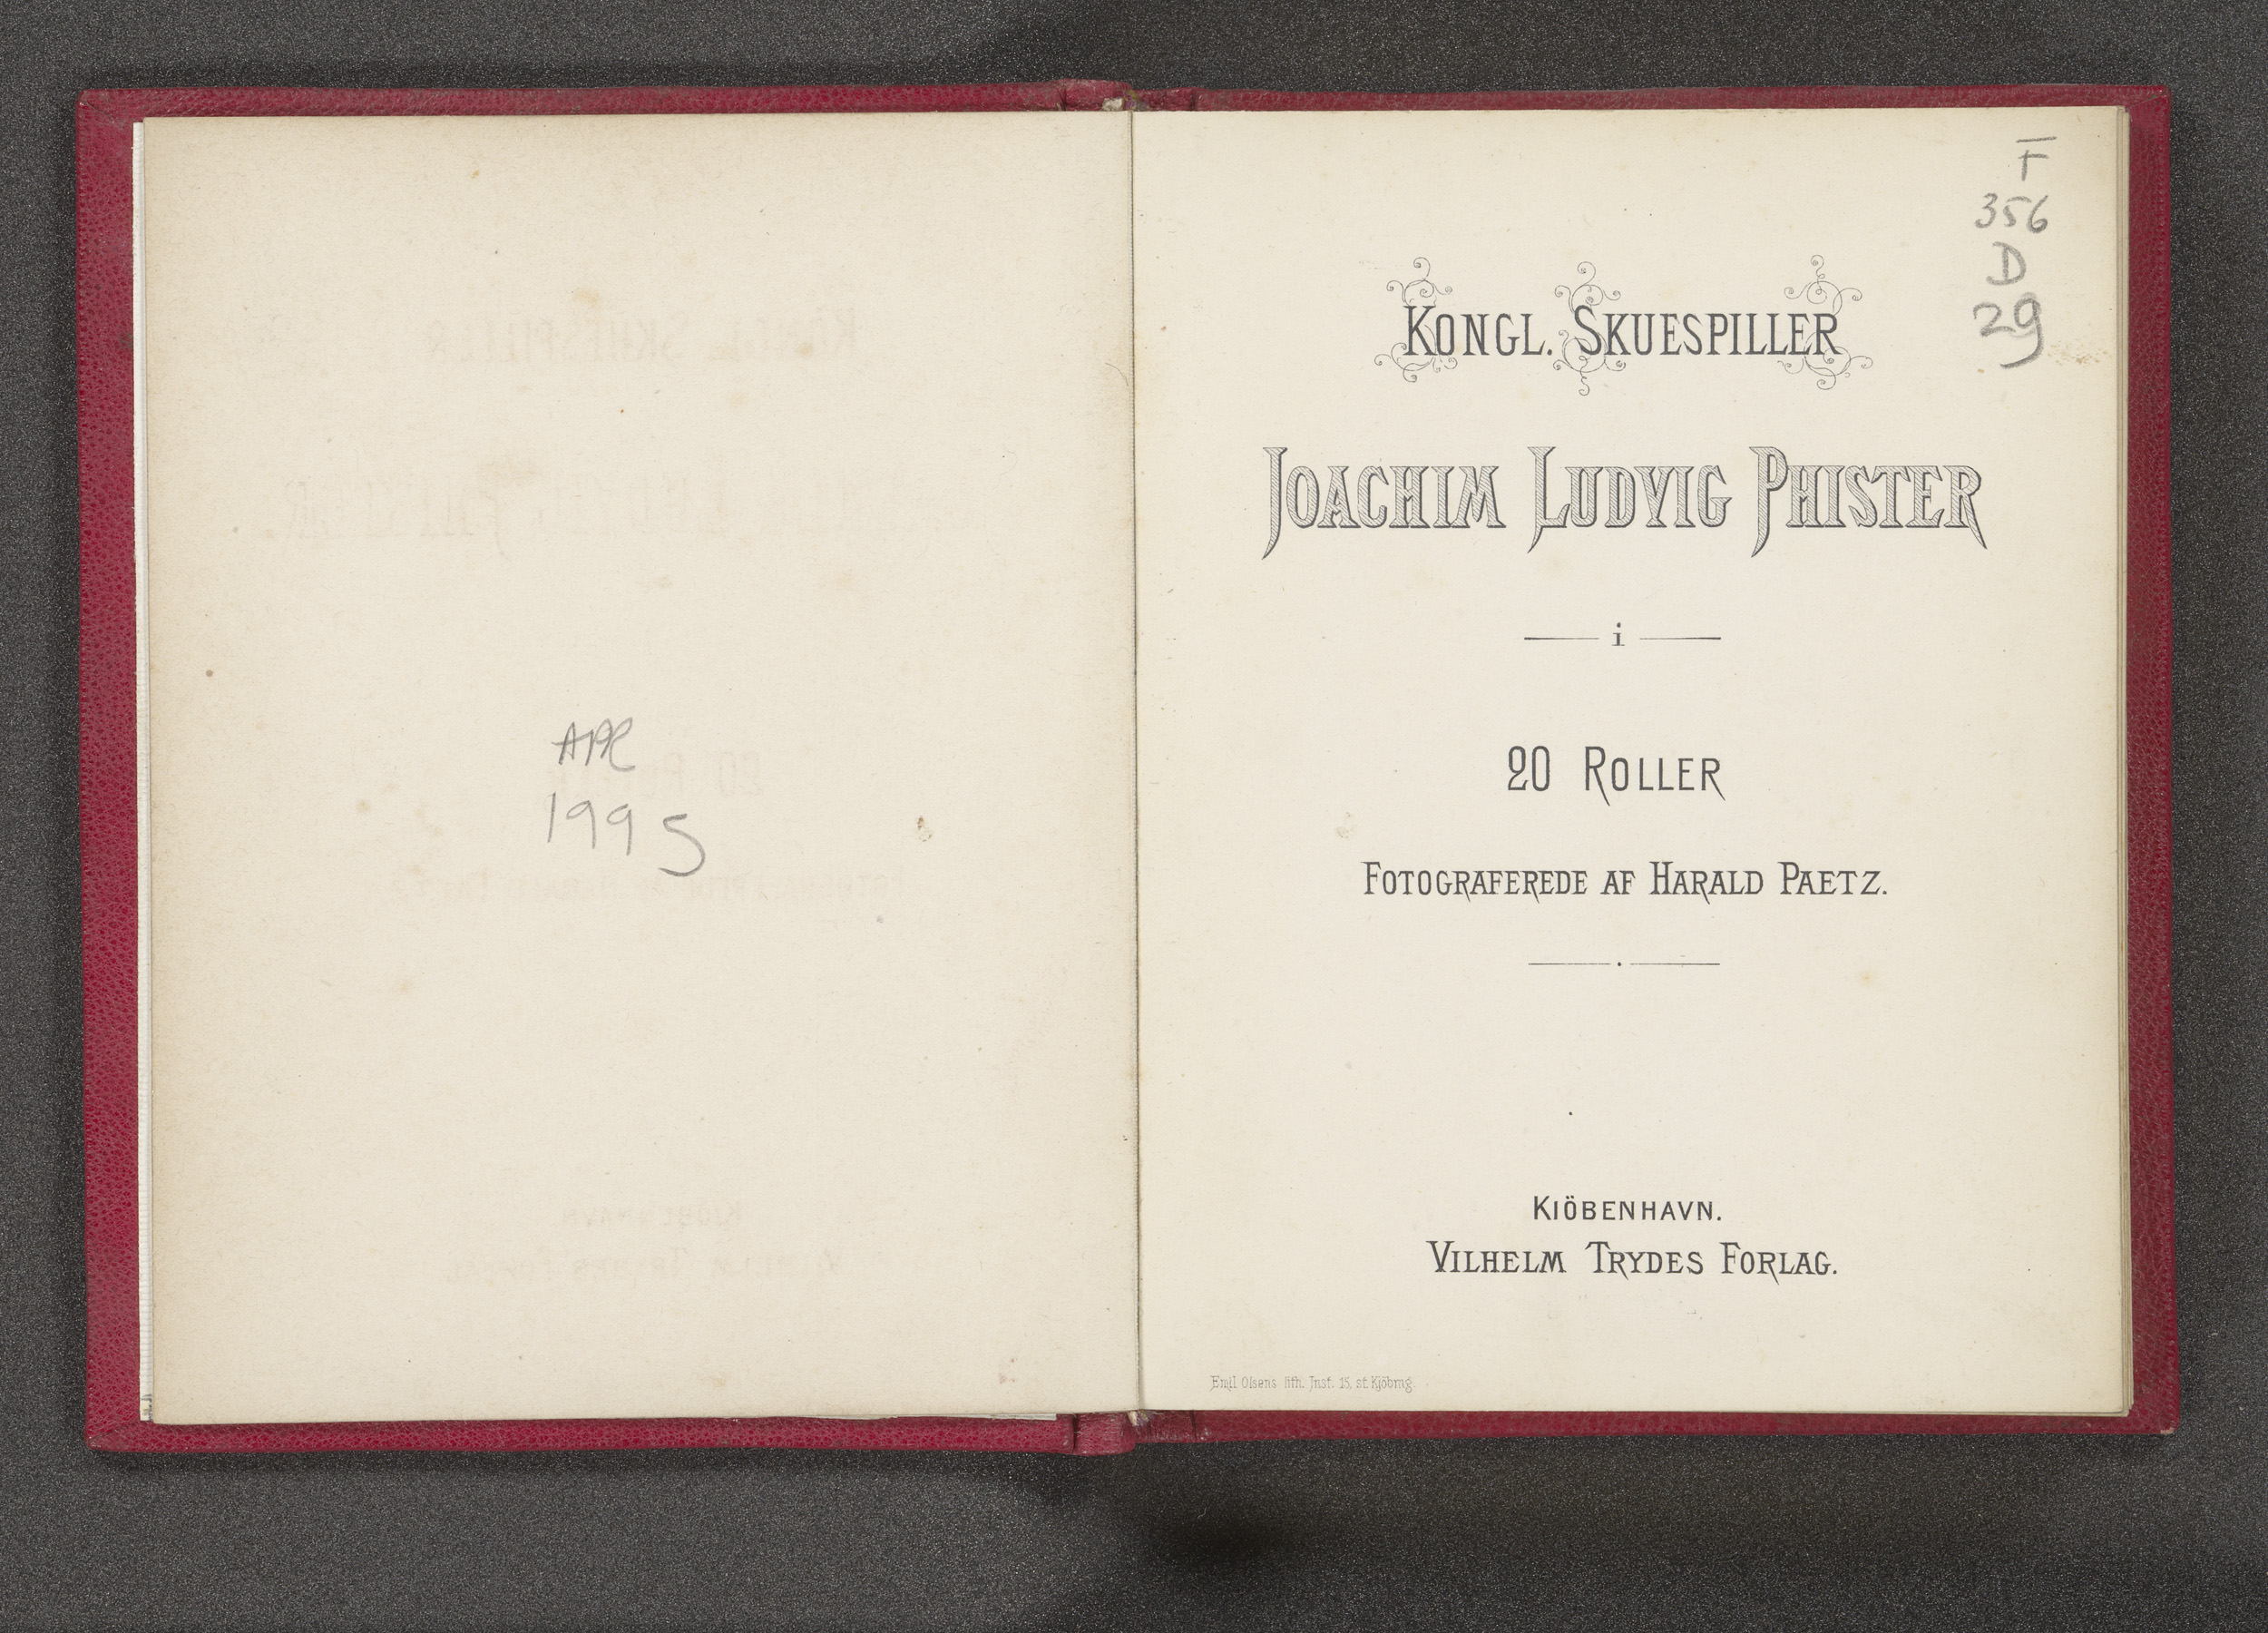 APR
1995
F
356
D
29
KONGL. SKUESPILLER
JOACHIM LUDVIG PHISTER
i
20 ROLLER
FOTOGRAFEREDE AF HARALD PAETZ.
KIÖBENHAVN.
VILHELM TRYDES FORLAG.
Emil Olsens lith. Inst. 15, st. Kjöbmg.